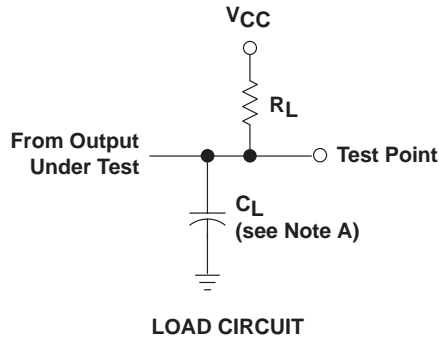 VCC
RL
From Output
Under Test
Test Point
CL
(see Note A)
LOAD CIRCUIT